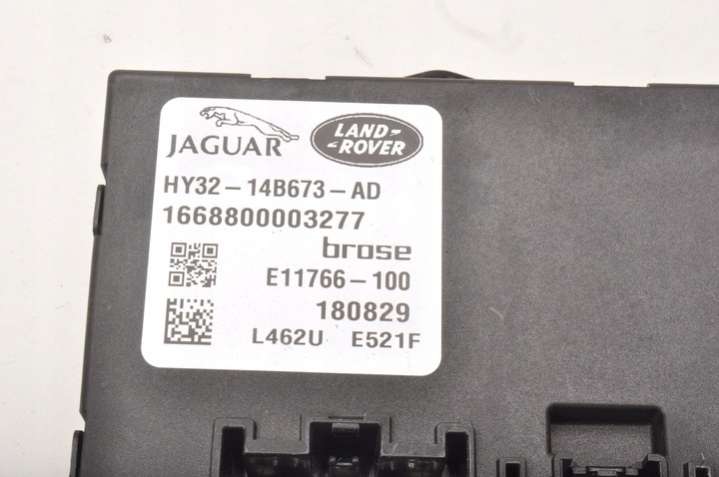 JAGUAR
LAND-
-ROVER
HY32-14B673-AD
1668800003277
brose
E11766-100
180829
L462U E521F